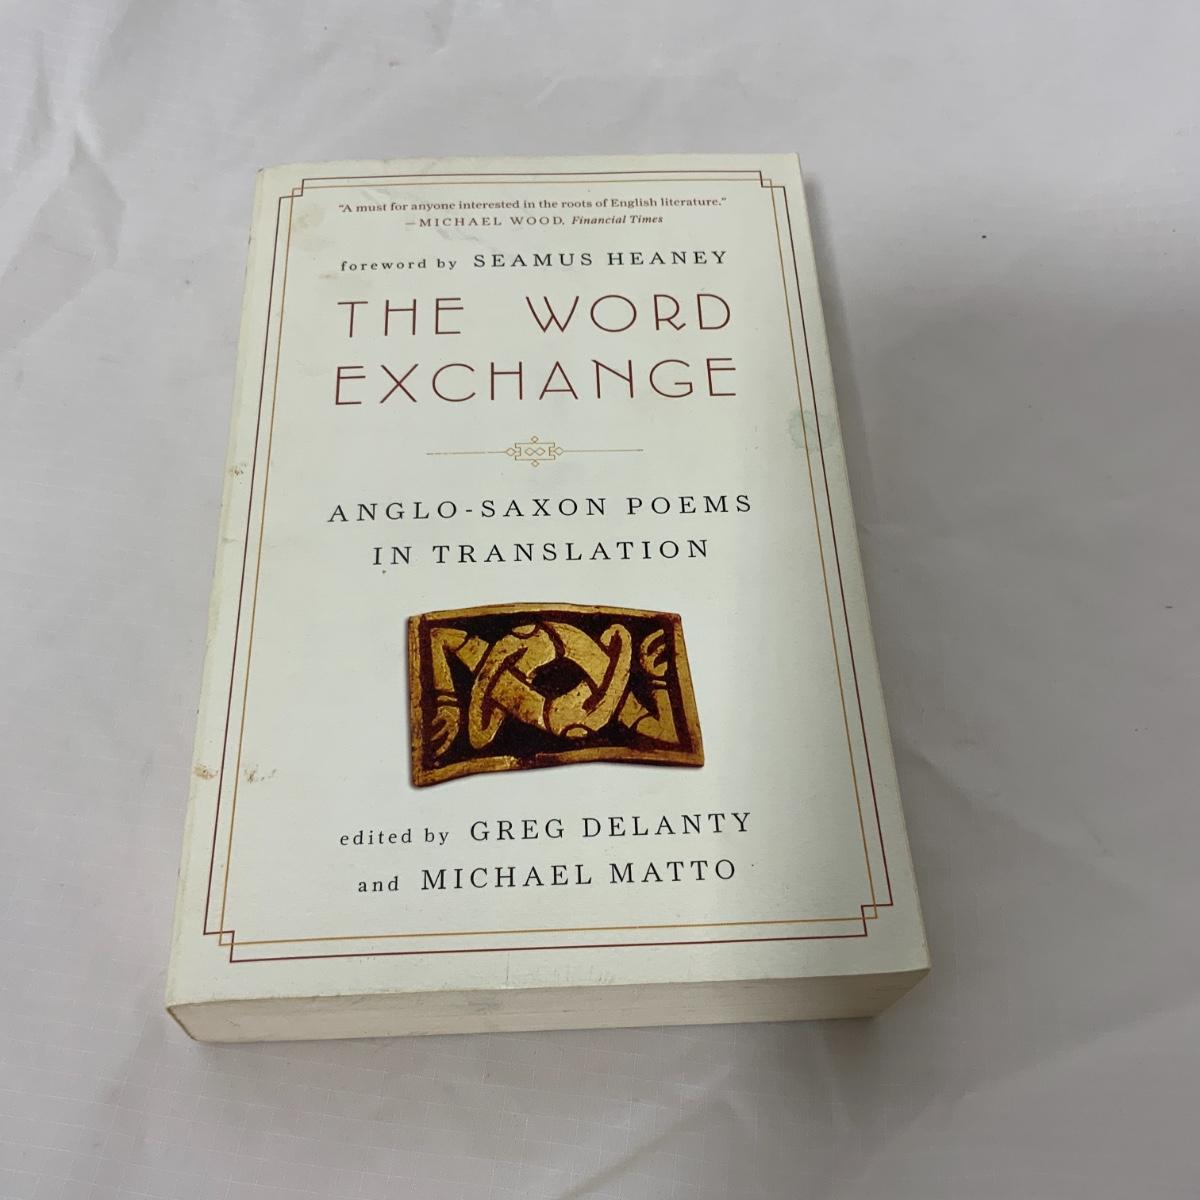 “A must for anyone interested in the roots of English literature.”
—MICHAEL WOOD, Financial Times
foreword by SEAMUS HEANEY
THE WORD
EXCHANGE
ANGLO-SAXON POEMS
IN TRANSLATION
edited by GREG DELANTY
and MICHAEL MATTO